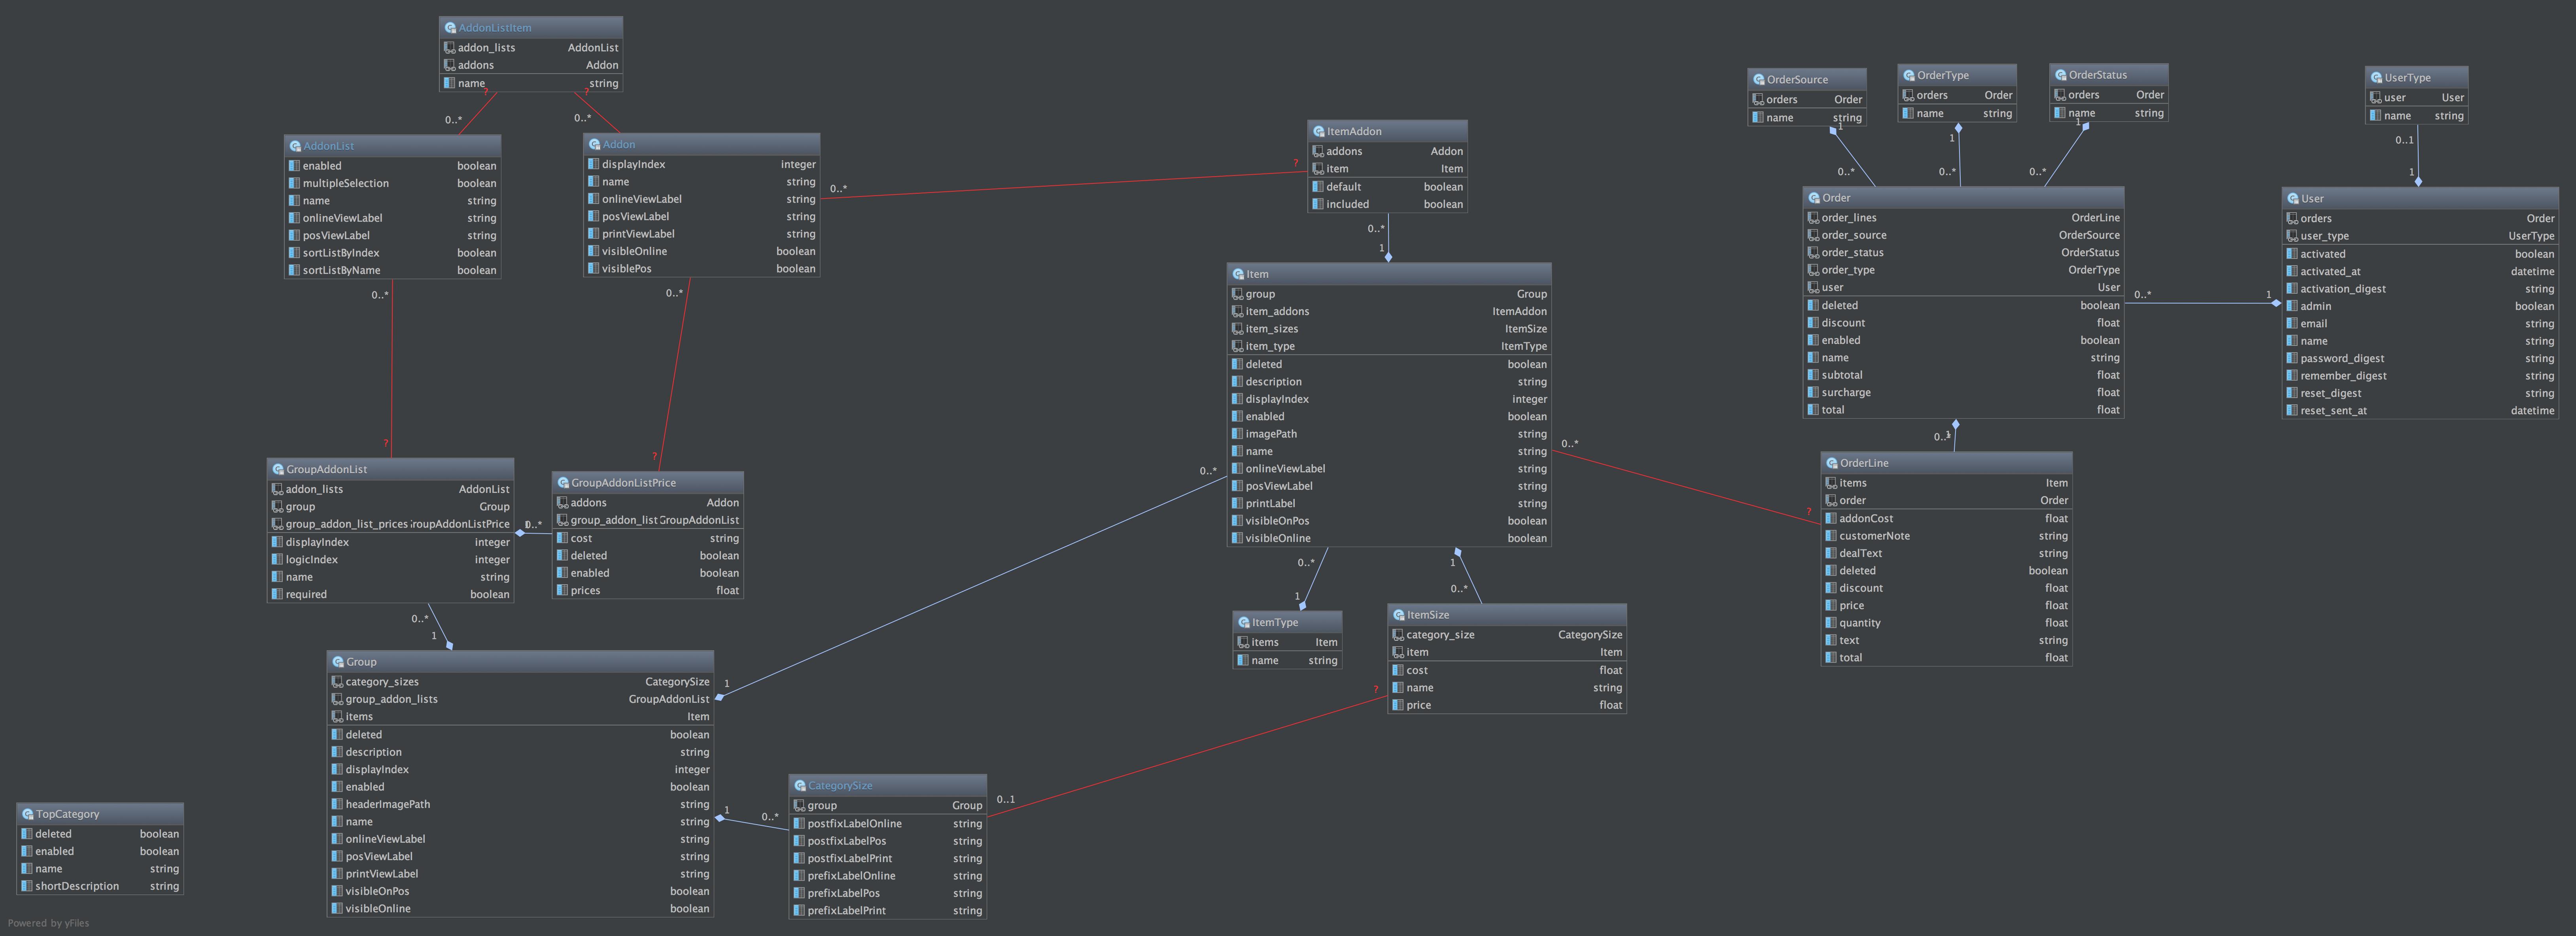 AddonListItem
addon_lists AddonList
addons Addon
name string
?
?
0..*
0..*
AddonList
enabled boolean
multipleSelection boolean
name string
onlineViewLabel string
posViewLabel string
sortListByIndex boolean
sortListByName boolean
0..*
?
Addon
displayIndex integer
name string
onlineViewLabel string
posViewLabel string
printViewLabel string
visibleOnline boolean
visiblePos boolean
0..*
0..*
?
?
ItemAddon
addons Addon
item Item
default boolean
included boolean
0..*
1
GroupAddonList
addon_lists AddonList
group Group
group_addon_list_prices GroupAddonListPrice
displayIndex integer
logicIndex integer
name string
required boolean
1
0..*
GroupAddonListPrice
addons Addon
group_addon_list GroupAddonList
cost string
deleted boolean
enabled boolean
prices float
0..*
1
Group
category_sizes CategorySize
group_addon_lists GroupAddonList
items Item
deleted boolean
description string
displayIndex integer
enabled boolean
headerImagePath string
name string
onlineViewLabel string
posViewLabel string
printViewLabel string
visibleOnPos boolean
visibleOnline boolean
1
0..*
1
0..*
CategorySize
group Group
postfixLabelOnline string
postfixLabelPos string
postfixLabelPrint string
prefixLabelOnline string
prefixLabelPos string
prefixLabelPrint string
0..1
?
TopCategory
deleted boolean
enabled boolean
name string
shortDescription string
Item
group Group
item_addons ItemAddon
item_sizes ItemSize
item_type ItemType
deleted boolean
description string
displayIndex integer
enabled boolean
imagePath string
name string
onlineViewLabel string
posViewLabel string
printLabel string
visibleOnPos boolean
visibleOnline boolean
0..*
?
0..*
1
1
0..*
ItemType
items Item
name string
ItemSize
category_size CategorySize
item Item
cost float
name string
price float
OrderSource
orders Order
name string
1
0..*
OrderType
orders Order
name string
1
0..*
OrderStatus
orders Order
name string
1
0..*
UserType
user User
name string
0..1
1
Order
order_lines OrderLine
order_source OrderSource
order_status OrderStatus
order_type OrderType
user User
deleted boolean
discount float
enabled boolean
name string
subtotal float
surcharge float
total float
0..*
1
User
orders Order
user_type UserType
activated boolean
activated_at datetime
activation_digest string
admin boolean
email string
name string
password_digest string
remember_digest string
reset_digest string
reset_sent_at datetime
0..*
1
OrderLine
items Item
order Order
addonCost float
customerNote string
dealText string
deleted boolean
discount float
price float
quantity float
text string
total float
Powered by yFiles